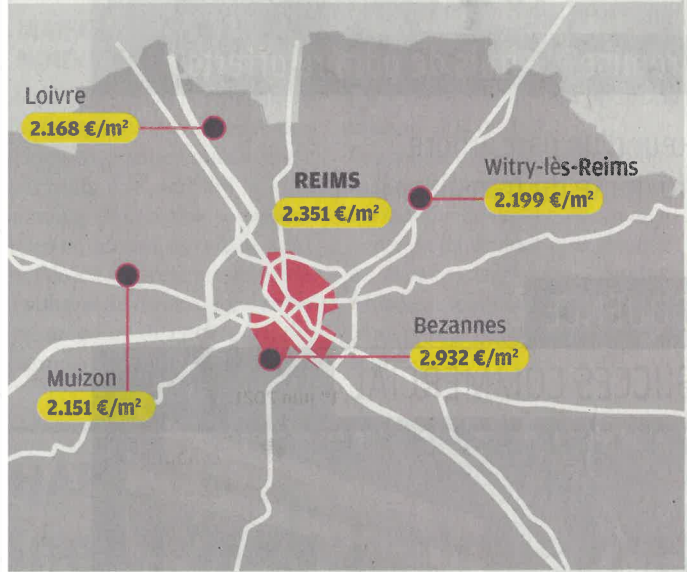 Loivre
2.168 €/m²
REIMS
2.351 €/m²
Witry-lès-Reims
2.199 €/m²
Bezannes
2.932 €/m²
Muizon
2.151 €/m²